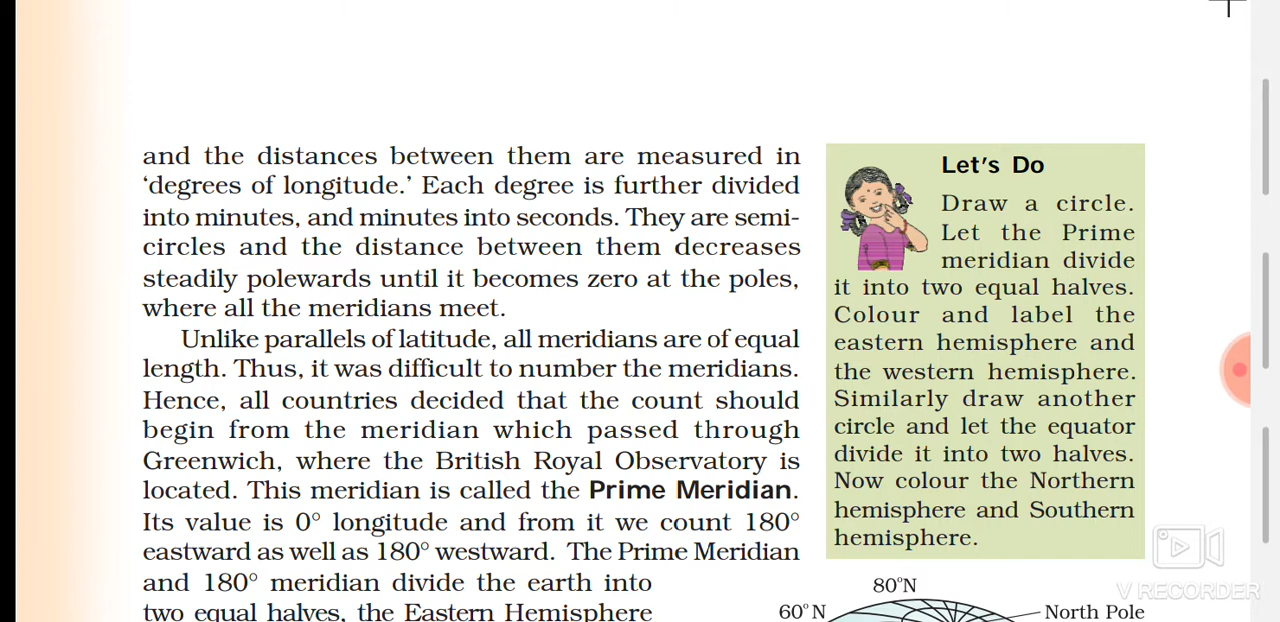 and the distances between them are measured in
‘degrees of longitude.’ Each degree is further divided
into minutes, and minutes into seconds. They are semi-
circles and the distance between them decreases
steadily polewards until it becomes zero at the poles,
where all the meridians meet.
Unlike parallels of latitude, all meridians are of equal
length. Thus, it was difficult to number the meridians.
Hence, all countries decided that the count should
begin from the meridian which passed through
Greenwich, where the British Royal Observatory is
located. This meridian is called the Prime Meridian.
Its value is 0° longitude and from it we count 180°
eastward as well as 180° westward. The Prime Meridian
and 180° meridian divide the earth into
two equal halves, the Eastern Hemisphere
Let's Do
Draw a circle.
Let the Prime
meridian divide
it into two equal halves.
Colour and label the
eastern hemisphere and
the western hemisphere.
Similarly draw another
circle and let the equator
divide it into two halves.
Now colour the Northern
hemisphere and Southern
hemisphere.
80°N
60°N
North Pole
V RECORDER